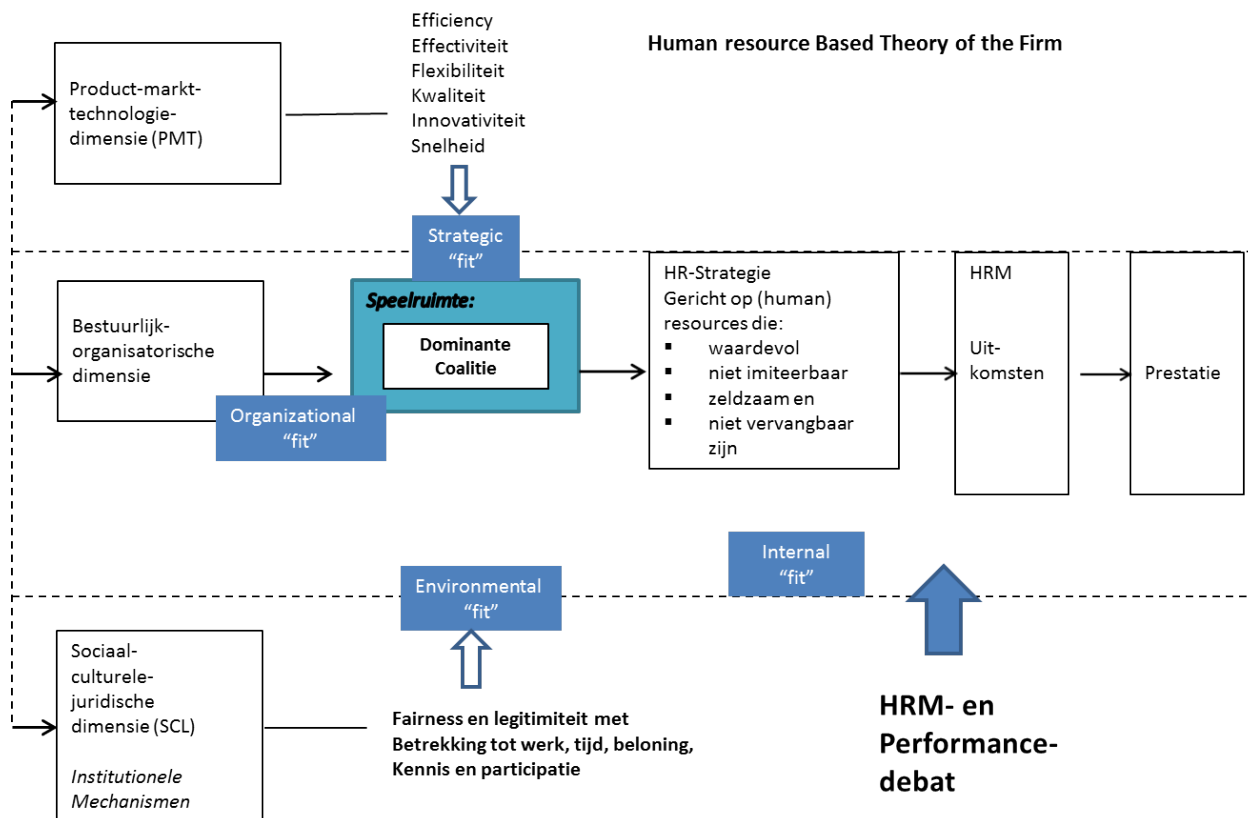 Human resource Based Theory of the Firm
Product-markt-
technologie-
dimensie (PMT)
Efficiency
Effectiviteit
Flexibiliteit
Kwaliteit
Innovativiteit
Snelheid
Strategic
“fit”
Bestuurlijk-
organisatorische
dimensie
Organizational
“fit”
Speelruimte:
Dominante
Coalitie
HR-Strategie
Gericht op (human)
resources die:
▪ waardevol
▪ niet imiteerbaar
▪ zeldzaam en
▪ niet vervangbaar
zijn
HRM
Uit-
komsten
Prestatie
Environmental
“fit”
Internal
“fit”
Sociaal-
culturele-
juridische
dimensie (SCL)
Institutionele
Mechanismen
Fairness en legitimiteit met
Betrekking tot werk, tijd, beloning,
Kennis en participatie
HRM- en
Performance-
debat